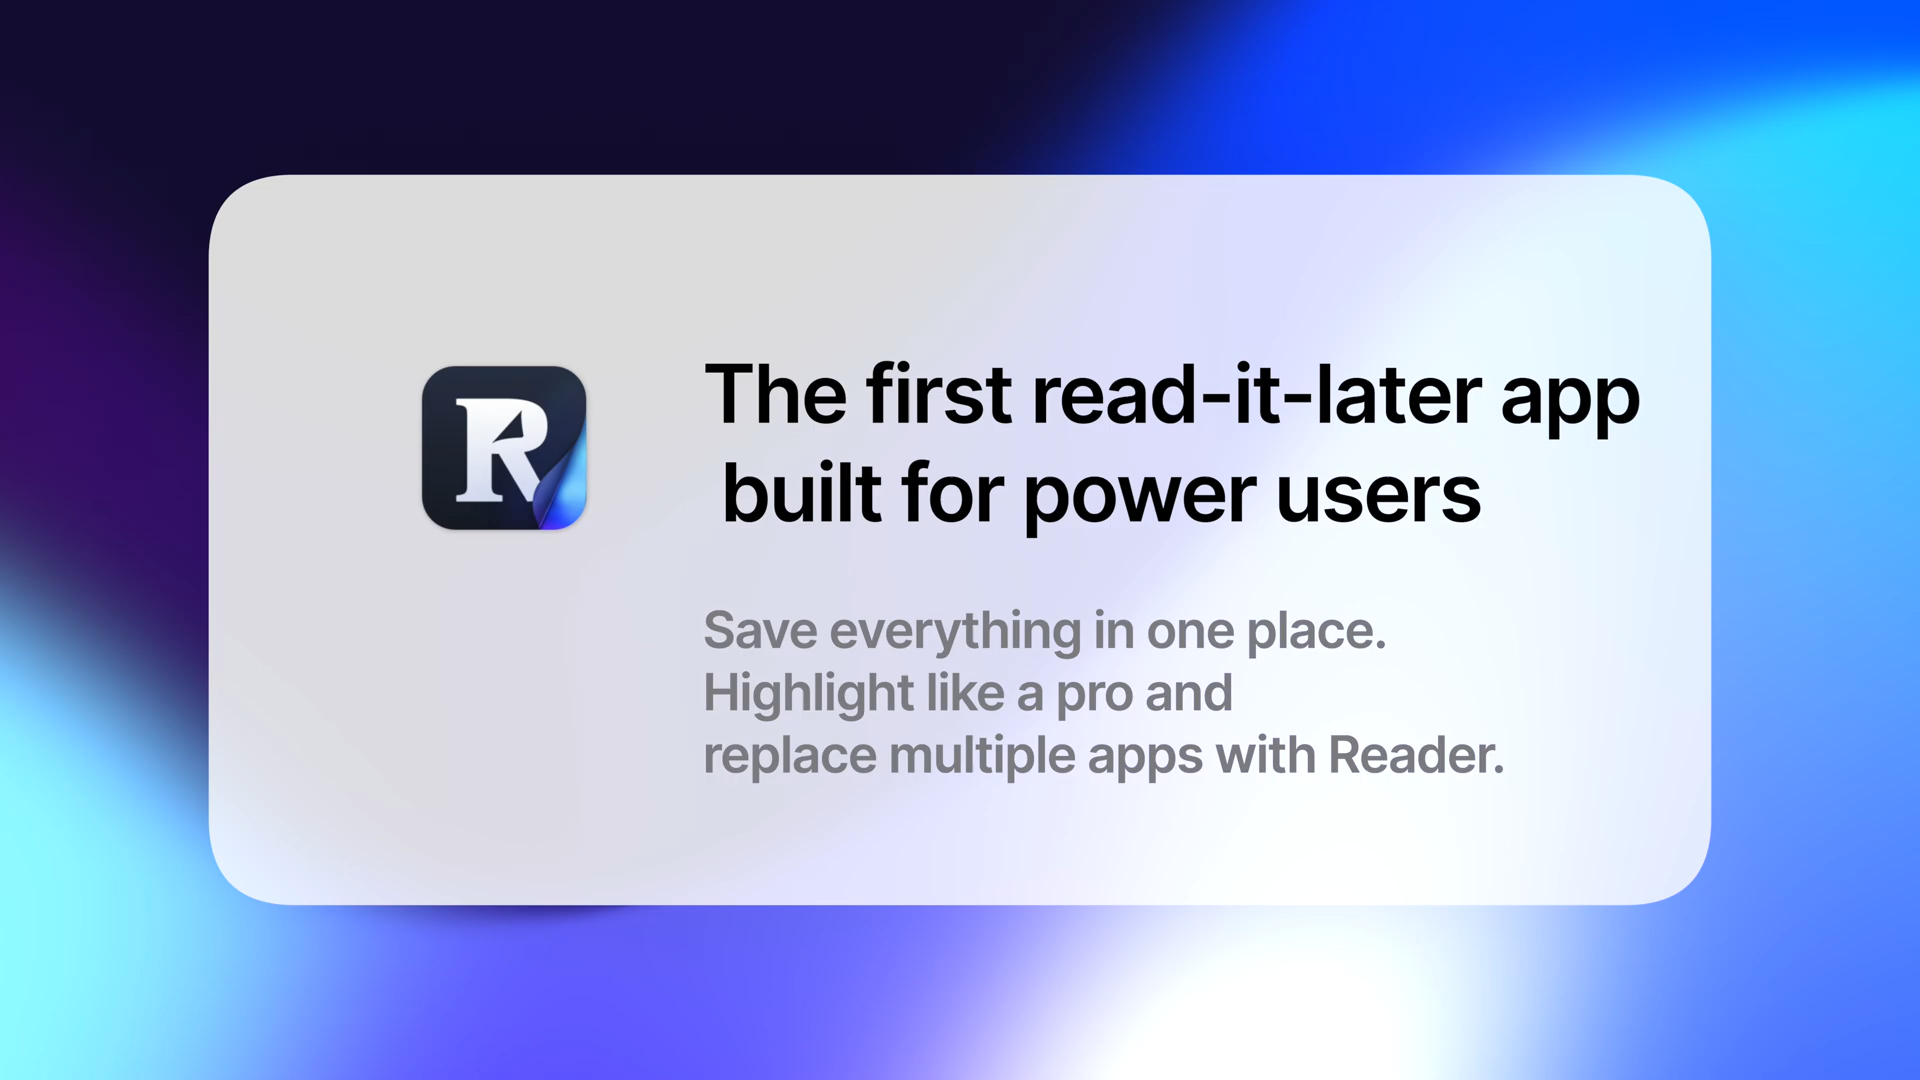 R
The first read-it-later app
built for power users
Save everything in one place.
Highlight like a pro and
replace multiple apps with Reader.